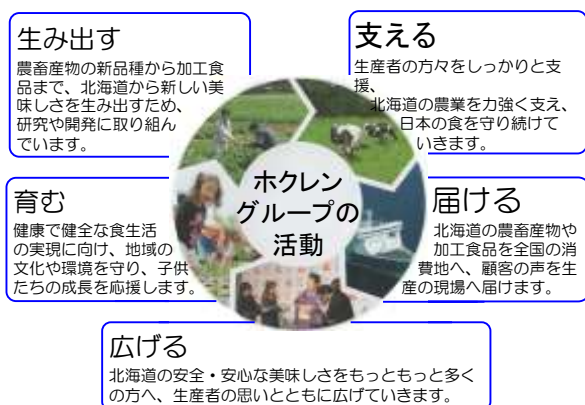 生み出す
農畜産物の新品種から加工食
品まで、北海道から新しい美
味しさを生み出すため、
研究や開発に取り組ん
でいます。
支える
生産者の方々をしっかりと支
援、
北海道の農業を力強く支え、
日本の食を守り続けて
いきます。
ホクレン
グループの
活動
育む
健康で健全な食生活
の実現に向け、地域の
文化や環境を守り、子供
たちの成長を応援します。
届ける
北海道の農畜産物や
加工食品を全国の消
費地へ、顧客の声を生
産の現場へ届けます。
広げる
北海道の安全・安心な美味しさをもっともっと多く
の方へ、生産者の思いとともに広げていきます。